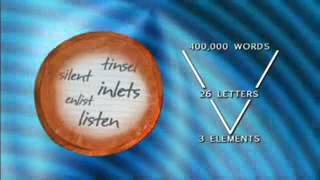 tinsel
silent
inlets
enlist
listen
400,000 WORDS
26 LETTERS
3 ELEMENTS